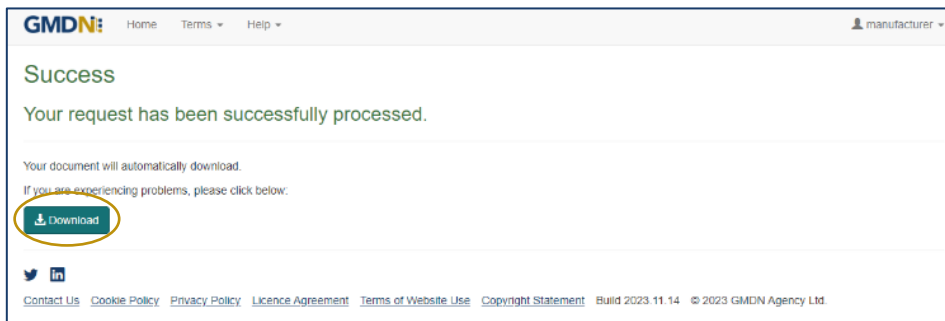 GMDN Home Terms Help manufacturer
Success
Your request has been successfully processed.
Your document will automatically download.
If you are experiencing problems, please click below:
Download
in
Contact Us Cookie Policy Privacy Policy Licence Agreement Terms of Website Use Copyright Statement Build 2023.11.14 © 2023 GMDN Agency Ltd.